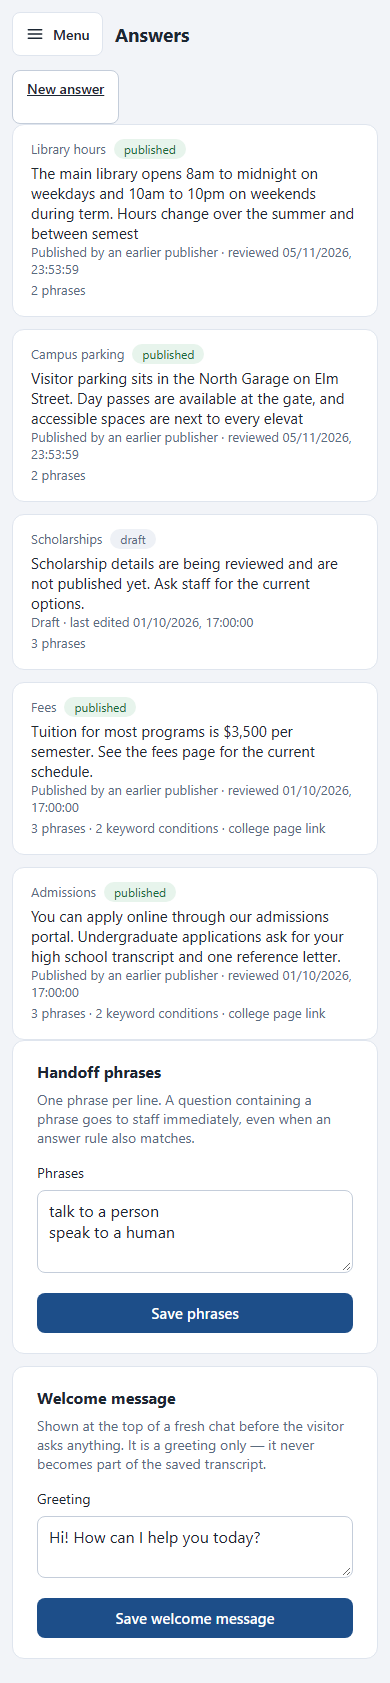 Menu
Answers
New answer
Library hours published
The main library opens 8am to midnight on
weekdays and 10am to 10pm on weekends
during term. Hours change over the summer and
between semest
Published by an earlier publisher · reviewed 05/11/2026,
23:53:59
2 phrases
Campus parking published
Visitor parking sits in the North Garage on Elm
Street. Day passes are available at the gate, and
accessible spaces are next to every elevat
Published by an earlier publisher · reviewed 05/11/2026,
23:53:59
2 phrases
Scholarships draft
Scholarship details are being reviewed and are
not published yet. Ask staff for the current
options.
Draft · last edited 01/10/2026, 17:00:00
3 phrases
Fees published
Tuition for most programs is $3,500 per
semester. See the fees page for the current
schedule.
Published by an earlier publisher · reviewed 01/10/2026,
17:00:00
3 phrases · 2 keyword conditions · college page link
Admissions published
You can apply online through our admissions
portal. Undergraduate applications ask for your
high school transcript and one reference letter.
Published by an earlier publisher · reviewed 01/10/2026,
17:00:00
3 phrases · 2 keyword conditions · college page link
Handoff phrases
One phrase per line. A question containing a
phrase goes to staff immediately, even when an
answer rule also matches.
Phrases
talk to a person
speak to a human
Save phrases
Welcome message
Shown at the top of a fresh chat before the visitor
asks anything. It is a greeting only — it never
becomes part of the saved transcript.
Greeting
Hi! How can I help you today?
Save welcome message